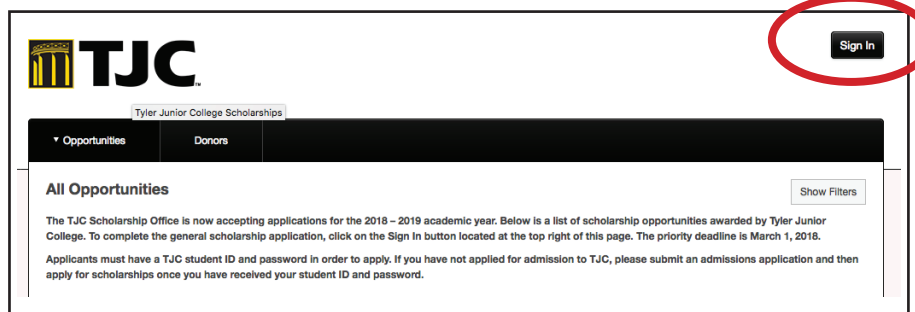 TJC™
Sign In
Tyler Junior College Scholarships
▼ Opportunities Donors
All Opportunities
Show Filters
The TJC Scholarship Office is now accepting applications for the 2018 – 2019 academic year. Below is a list of scholarship opportunities awarded by Tyler Junior
College. To complete the general scholarship application, click on the Sign In button located at the top right of this page. The priority deadline is March 1, 2018.
Applicants must have a TJC student ID and password in order to apply. If you have not applied for admission to TJC, please submit an admissions application and then
apply for scholarships once you have received your student ID and password.